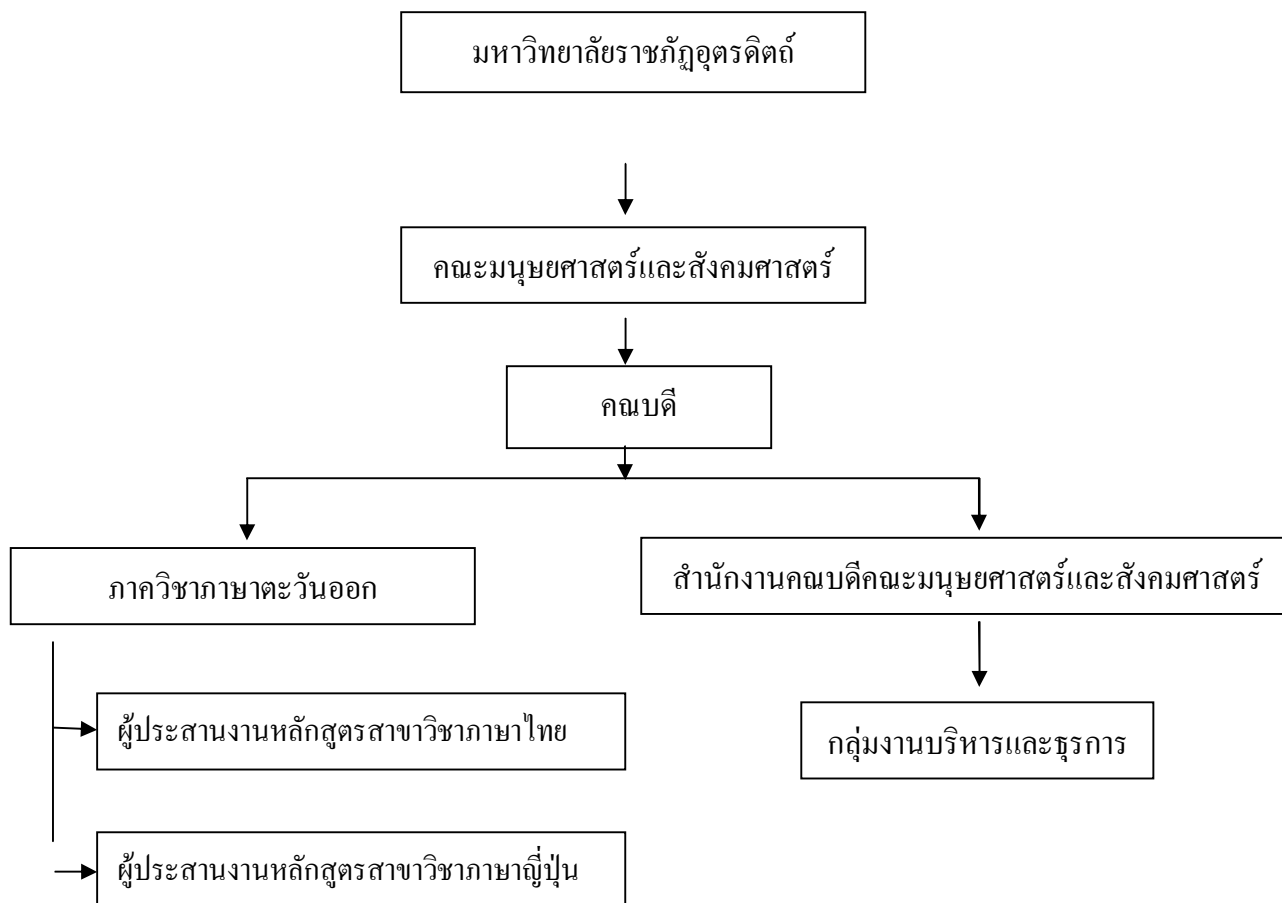 มหาวิทยาลัยราชภัฏอุตรดิตถ์
คณะมนุษยศาสตร์และสังคมศาสตร์
คณบดี
ภาควิชาภาษาตะวันออก
สำนักงานคณบดีคณะมนุษยศาสตร์และสังคมศาสตร์
ผู้ประสานงานหลักสูตรสาขาวิชาภาษาไทย
กลุ่มงานบริหารและธุรการ
ผู้ประสานงานหลักสูตรสาขาวิชาภาษาญี่ปุ่น